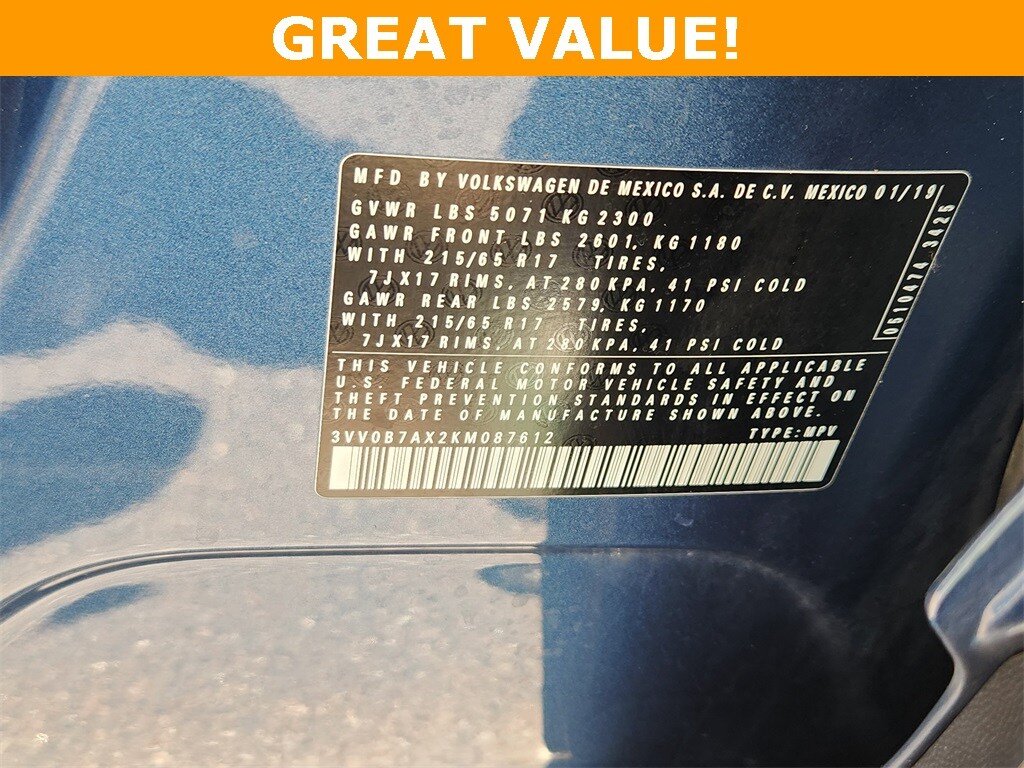 GREAT VALUE!
MFD BY VOLKSWAGEN DE MEXICO S.A. DE C.V. MEXICO 01/19
GVWR LBS 5071 KG 2300
GAWR FRONT LBS 2601, KG 1180
WITH 215/65 R17 TIRES,
7JX17 RIMS, AT 280 KPA, 41 PSI COLD
GAWR REAR LBS 2579, KG 1170
WITH 215/65 R17 TIRES,
7JX17 RIMS, AT 280 KPA, 41 PSI COLD
0610474 3425
THIS VEHICLE CONFORMS TO ALL APPLICABLE
U.S. FEDERAL MOTOR VEHICLE SAFETY AND
THEFT PREVENTION STANDARDS IN EFFECT ON
THE DATE OF MANUFACTURE SHOWN ABOVE.
3VV0B7AX2KM087612 TYPE: MPV